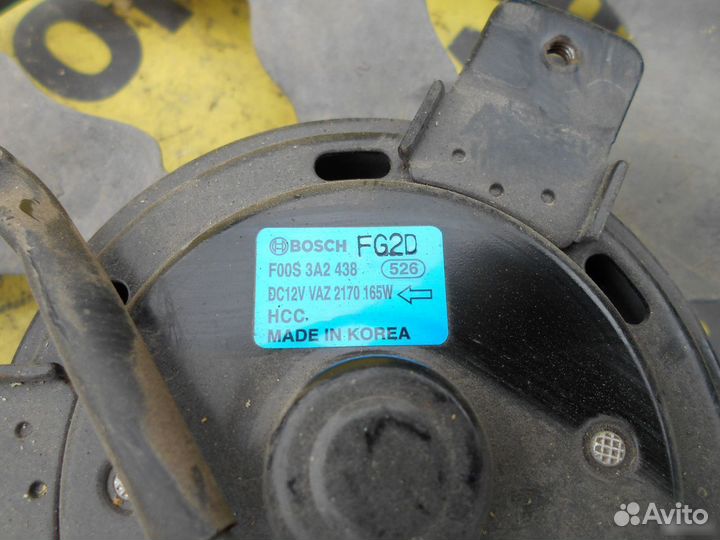 BOSCH FG2D
F00S 3A2 438 526
DC12V VAZ 2170 165W
HCC.
MADE IN KOREA
Avito